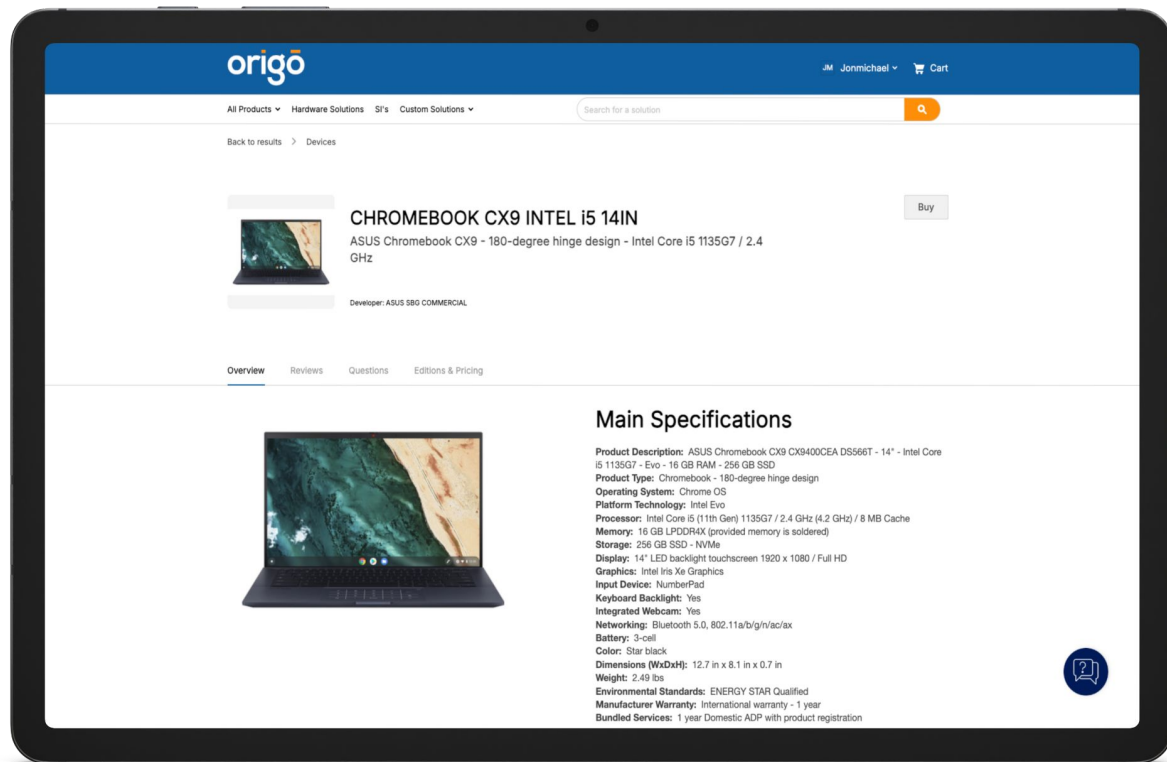 origō
JM Jonmichael
Cart
All Products
Hardware Solutions
SI's
Custom Solutions
Search for a solution
Back to results > Devices
CHROMEBOOK CX9 INTEL i5 14IN
Buy
ASUS Chromebook CX9 - 180-degree hinge design - Intel Core i5 1135G7 / 2.4
GHz
Developer: ASUS SBG COMMERCIAL
Overview
Reviews
Questions
Editions & Pricing
Main Specifications
Product Description: ASUS Chromebook CX9 CX9400CEA DS566T - 14" - Intel Core
i5 1135G7 - Evo - 16 GB RAM - 256 GB SSD
Product Type: Chromebook - 180-degree hinge design
Operating System: Chrome OS
Platform Technology: Intel Evo
Processor: Intel Core i5 (11th Gen) 1135G7 / 2.4 GHz (4.2 GHz) / 8 MB Cache
Memory: 16 GB LPDDR4X (provided memory is soldered)
Storage: 256 GB SSD - NVMe
Display: 14" LED backlight touchscreen 1920 x 1080 / Full HD
Graphics: Intel Iris Xe Graphics
Input Device: NumberPad
Keyboard Backlight: Yes
Integrated Webcam: Yes
Networking: Bluetooth 5.0, 802.11a/b/g/n/ac/ax
Battery: 3-cell
Color: Star black
Dimensions (WxDxH): 12.7 in x 8.1 in x 0.7 in
Weight: 2.49 lbs
Environmental Standards: ENERGY STAR Qualified
Manufacturer Warranty: International warranty - 1 year
Bundled Services: 1 year Domestic ADP with product registration